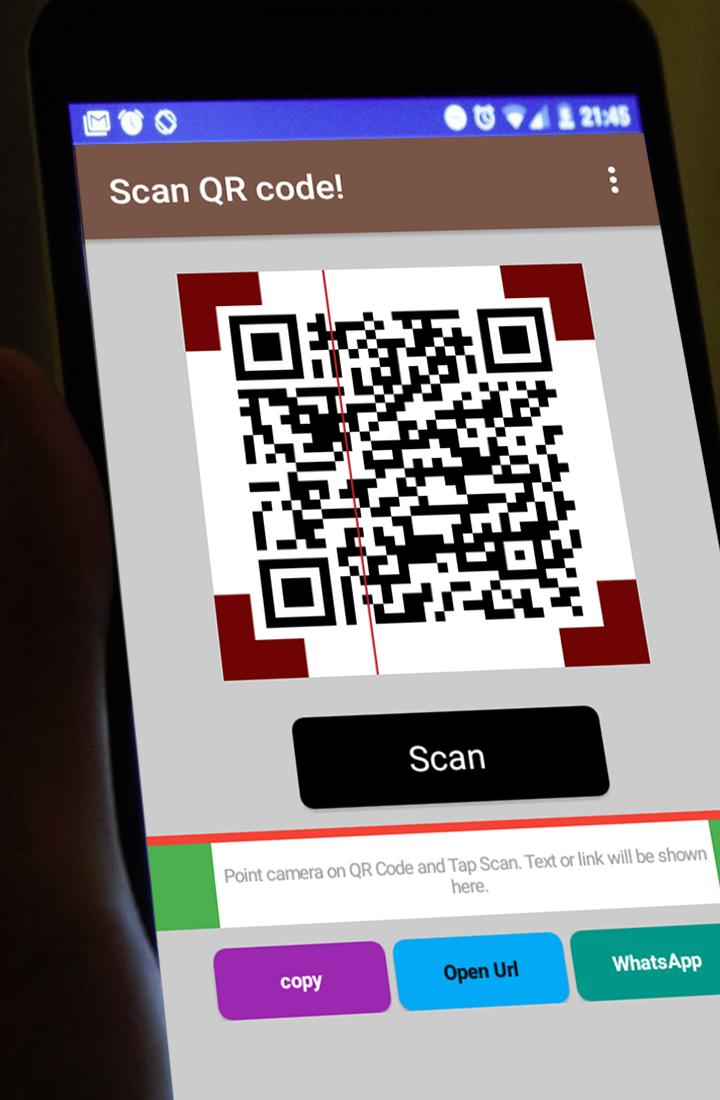 21:45
Scan QR code!
Scan
Point camera on QR Code and Tap Scan. Text or link will be shown
here.
copy
Open Url
WhatsApp